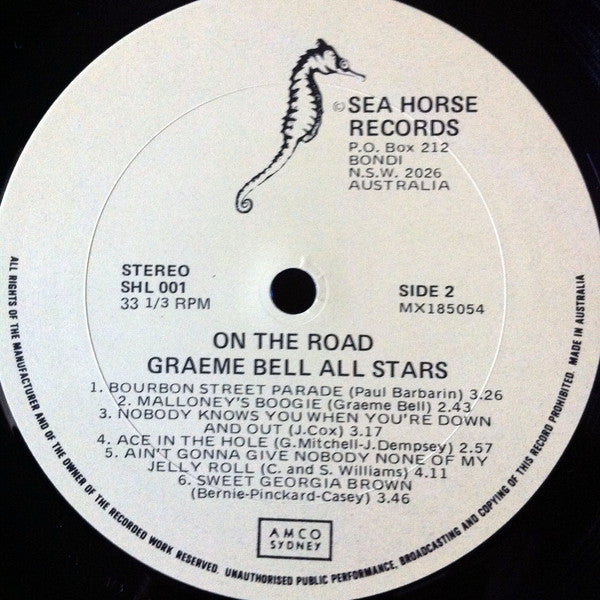 © SEA HORSE
RECORDS
P.O. Box 212
BONDI
N.S.W. 2026
AUSTRALIA
STEREO
SHL 001
33 1/3 RPM
SIDE 2
MX185054
ON THE ROAD
GRAEME BELL ALL STARS
1. BOURBON STREET PARADE (Paul Barbarin) 3.26
2. MALLONEY'S BOOGIE (Graeme Bell) 2.43
3. NOBODY KNOWS YOU WHEN YOU'RE DOWN
AND OUT (J.Cox) 3.17
4. ACE IN THE HOLE (G.Mitchell-J.Dempsey) 2.57
5. AIN'T GONNA GIVE NOBODY NONE OF MY
JELLY ROLL (C. and S. Williams) 4.11
6. SWEET GEORGIA BROWN
(Bernie-Pinckard-Casey) 3.46
AMCO
SYDNEY
ALL RIGHTS OF THE MANUFACTURER AND OF THE OWNER OF THE RECORDED WORK RESERVED. UNAUTHORISED PUBLIC PERFORMANCE, BROADCASTING AND COPYING OF THIS RECORD PROHIBITED. MADE IN AUSTRALIA